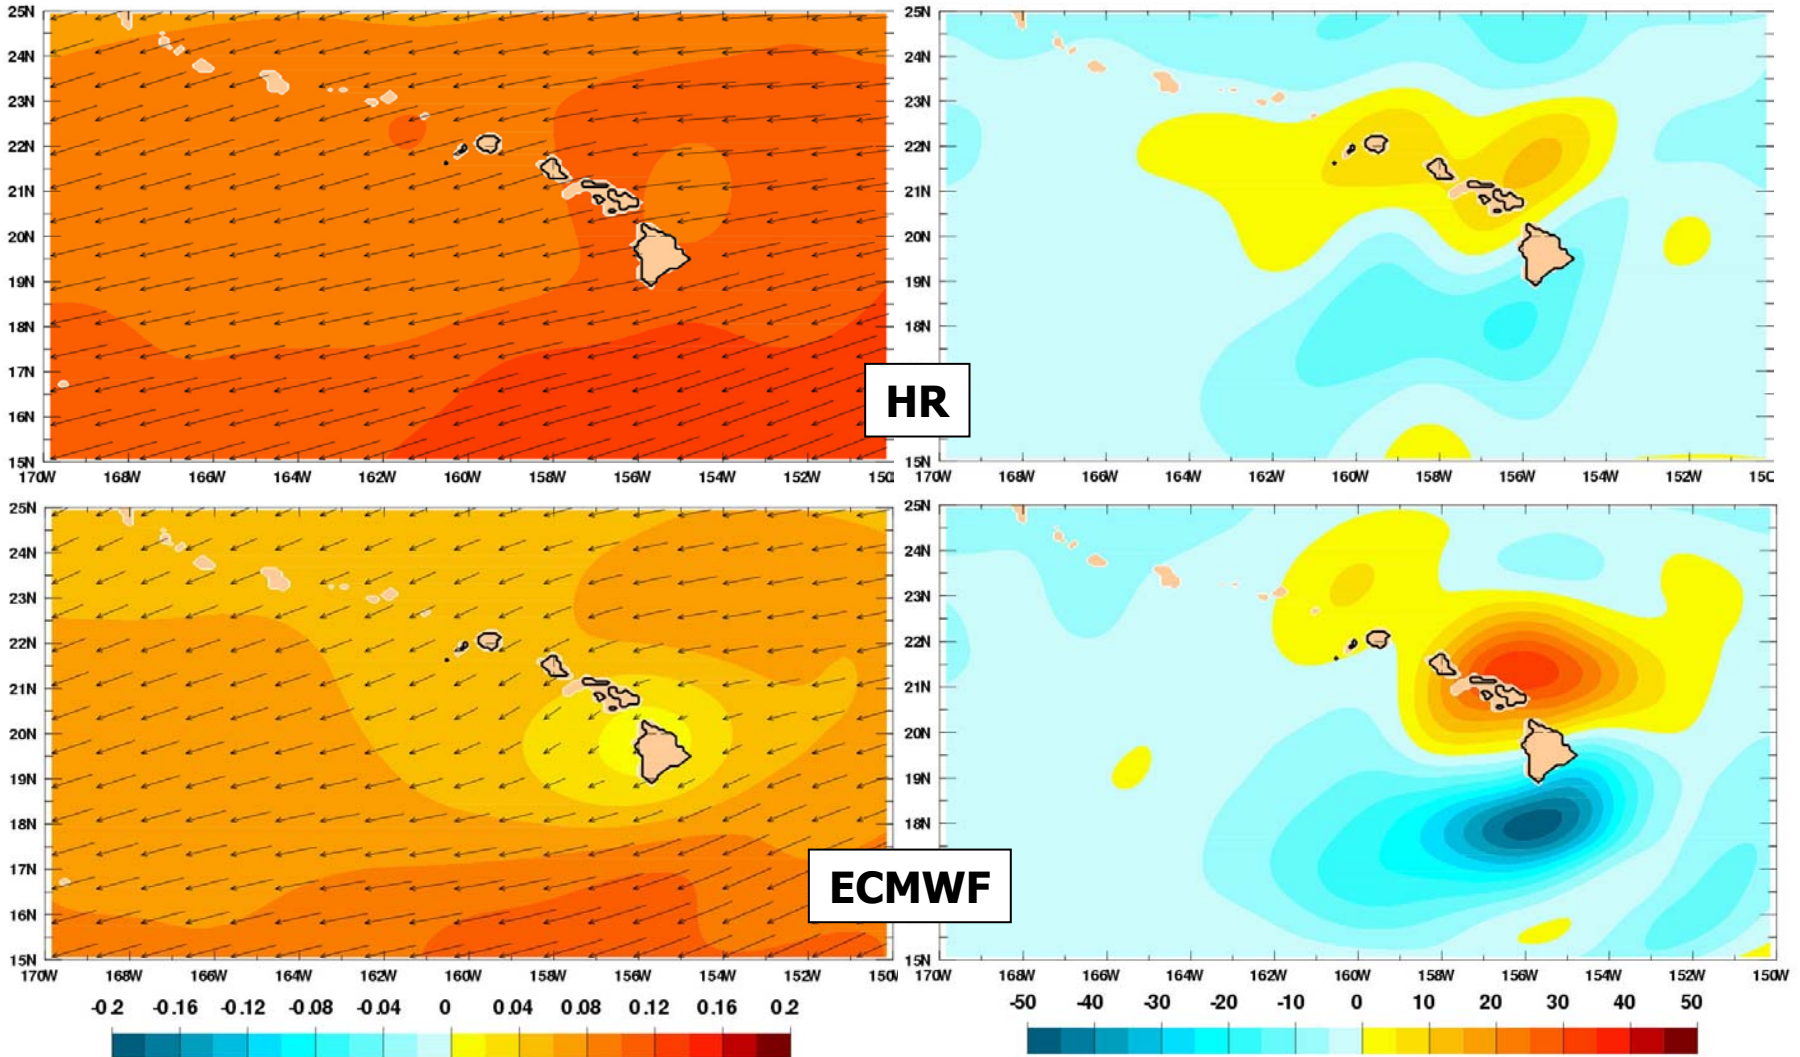 25N
24N
23N
22N
21N
20N
19N
18N
17N
16N
15N
170W 168W 166W 164W 162W 160W 158W 156W 154W 152W 150
25N
24N
23N
22N
21N
20N
19N
18N
17N
16N
15N
170W 168W 166W 164W 162W 160W 158W 156W 154W 152W 150
HR
25N
24N
23N
22N
21N
20N
19N
18N
17N
16N
15N
170W 168W 166W 164W 162W 160W 158W 156W 154W 152W 150
25N
24N
23N
22N
21N
20N
19N
18N
17N
16N
15N
170W 168W 166W 164W 162W 160W 158W 156W 154W 152W 150W
ECMWF
-0.2 -0.16 -0.12 -0.08 -0.04 0 0.04 0.08 0.12 0.16 0.2
-50 -40 -30 -20 -10 0 10 20 30 40 50